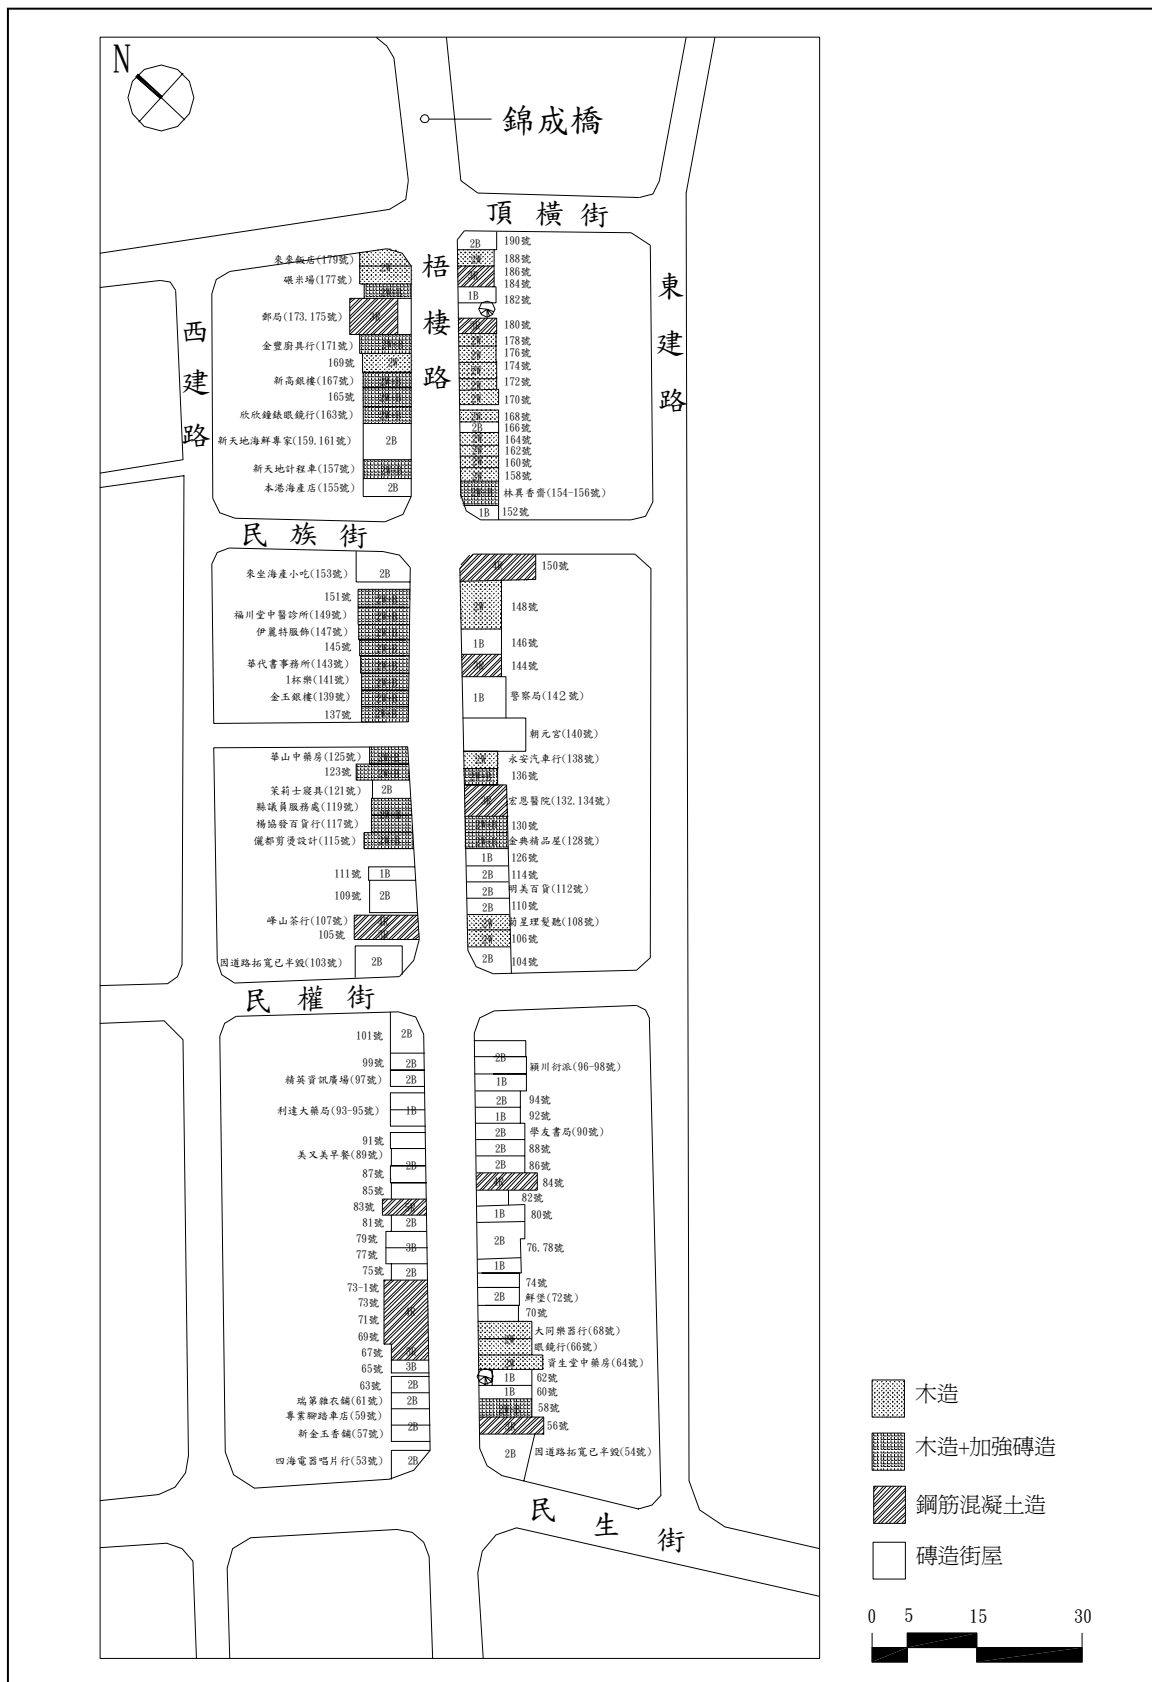 N
錦成橋
頂橫街
梧棲路
東建路
西建路
來來飯店(179號)
2W
碾米場(177號)
郵局(173.175號)
3B
金豐廚具行(171號)
169號
2W
新高銀樓(167號)
165號
欣欣鐘錶眼鏡行(163號)
新天地海鮮專家(159.161號)
2B
新天地計程車(157號)
本港海產店(155號)
2B
2B
190號
2W
188號
186號
184號
1B
182號
180號
2W
178號
2W
176號
2W
174號
2W
172號
2W
170號
2W
168號
2B
166號
2W
164號
2W
162號
2W
160號
2W
158號
林異香齋(154-156號)
1B
152號
民族街
來坐海產小吃(153號)
2B
151號
福川堂中醫診所(149號)
伊麗特服飾(147號)
145號
華代書事務所(143號)
1杯樂(141號)
金玉銀樓(139號)
137號
150號
2W
148號
1B
146號
144號
1B
警察局(142號)
朝元宮(140號)
2W
永安汽車行(138號)
136號
宏恩醫院(132.134號)
130號
金典精品屋(128號)
1B
126號
2B
114號
2B
明美百貨(112號)
2B
110號
2W
菊星理髮聽(108號)
2W
106號
2B
104號
華山中藥房(125號)
123號
茉莉士寢具(121號)
2B
縣議員服務處(119號)
楊協發百貨行(117號)
儷都剪燙設計(115號)
111號
1B
109號
2B
峰山茶行(107號)
105號
因道路拓寬已半毀(103號)
2B
民權街
101號
2B
99號
2B
精英資訊廣場(97號)
2B
利達大藥局(93-95號)
1B
91號
美又美早餐(89號)
2B
87號
85號
83號
81號
2B
79號
3B
77號
75號
2B
73-1號
73號
4B
71號
69號
67號
65號
3B
63號
2B
瑞第雜衣舖(61號)
2B
專業腳踏車店(59號)
2B
新金玉香舖(57號)
四海電器唱片行(53號)
2B
2B
穎川衍派(96-98號)
1B
2B
94號
1B
92號
2B
學友書局(90號)
2B
88號
2B
86號
4B
84號
82號
1B
80號
2B
76.78號
1B
74號
2B
鮮堡(72號)
70號
大同樂器行(68號)
2W
眼鏡行(66號)
2W
資生堂中藥房(64號)
1B
62號
1B
60號
58號
3B
56號
2B
因道路拓寬已半毀(54號)
民生街
木造
木造+加強磚造
鋼筋混凝土造
磚造街屋
0 5 15 30